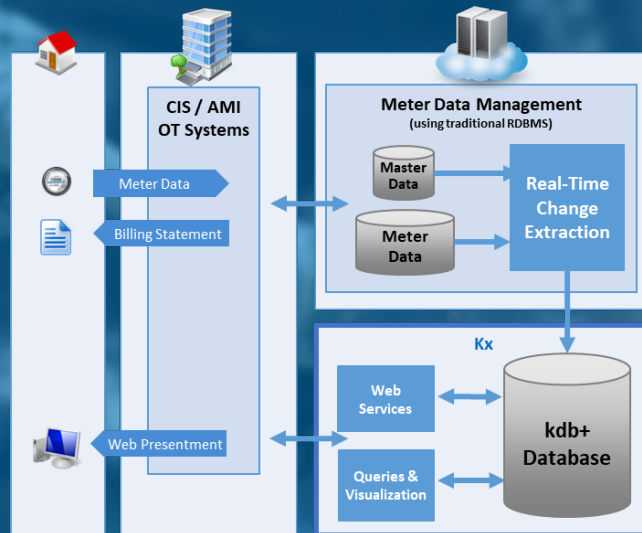 CIS / AMI
OT Systems
Meter Data
Billing Statement
Web Presentment
Meter Data Management
(using traditional RDBMS)
Master
Data
Meter
Data
Real-Time
Change
Extraction
Kx
Web
Services
Queries &
Visualization
kdb+
Database